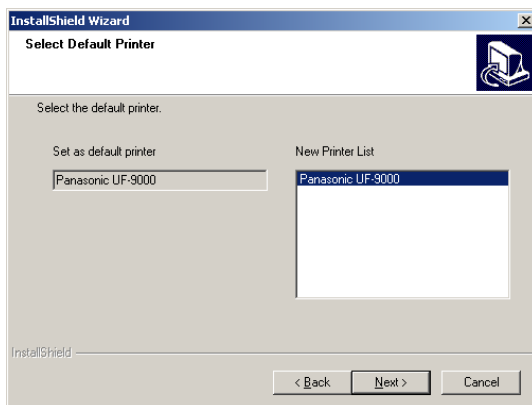 InstallShield Wizard
Select Default Printer
Select the default printer.
Set as default printer
New Printer List
Panasonic UF-9000
Panasonic UF-9000
InstallShield
< Back
Next >
Cancel